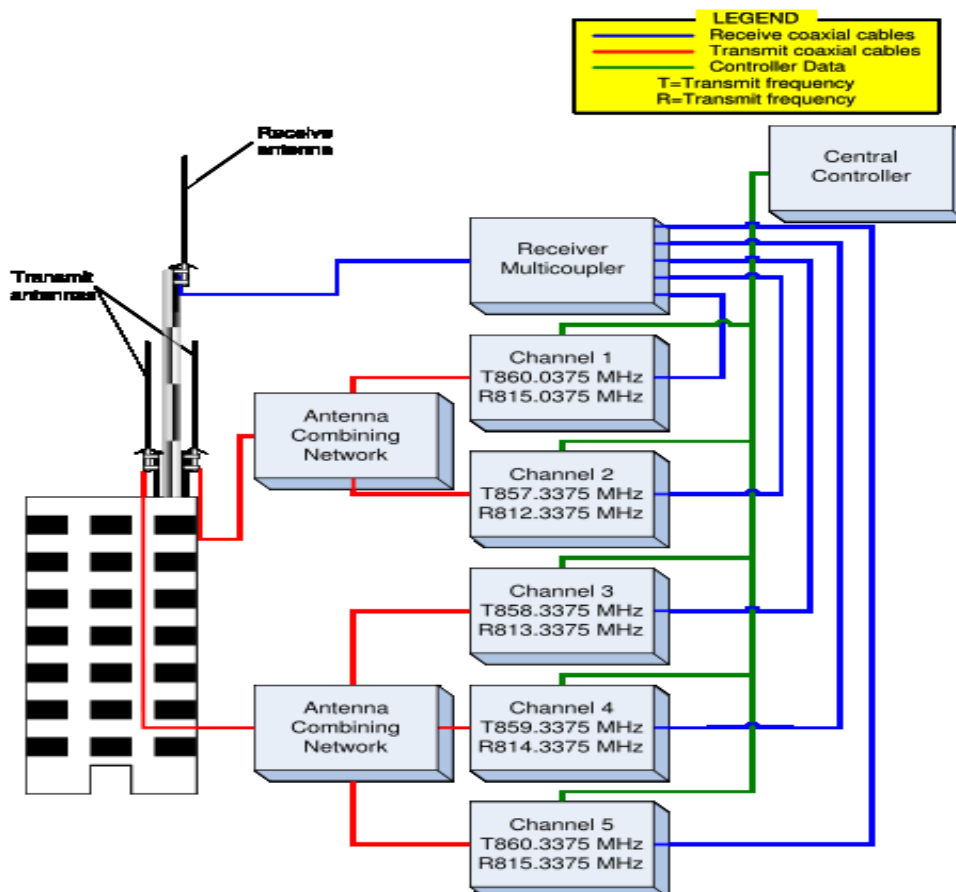 LEGEND
Receive coaxial cables
Transmit coaxial cables
Controller Data
T=Transmit frequency
R=Transmit frequency
Receive
antenna
Central
Controller
Receiver
Multicoupler
Transmit
antennas
Channel 1
T860.0375 MHz
R815.0375 MHz
Antenna
Combining
Network
Channel 2
T857.3375 MHz
R812.3375 MHz
Channel 3
T858.3375 MHz
R813.3375 MHz
Antenna
Combining
Network
Channel 4
T859.3375 MHz
R814.3375 MHz
Channel 5
T860.3375 MHz
R815.3375 MHz